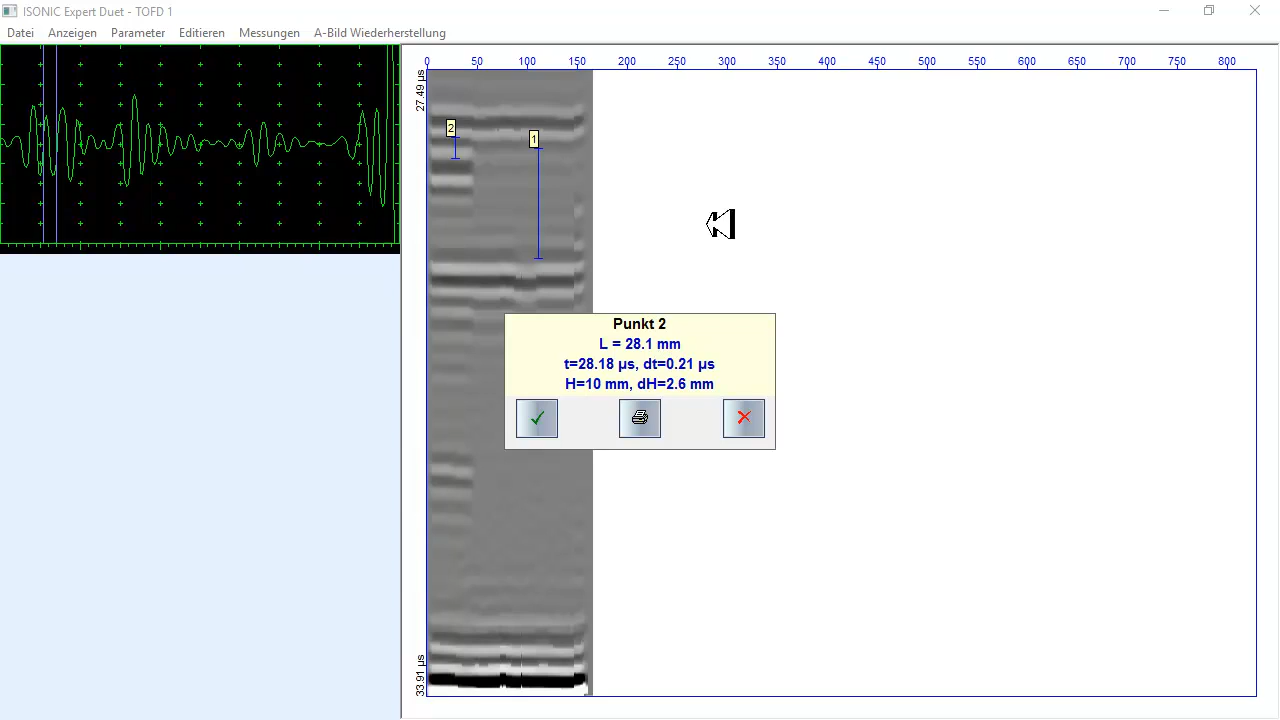 ISONIC Expert Duet - TOFD 1
Datei Anzeigen Parameter Editieren Messungen A-Bild Wiederherstellung
0 50 100 150 200 250 300 350 400 450 500 550 600 650 700 750 800
27.49 µs
2
1
Punkt 2
L = 28.1 mm
t=28.18 µs, dt=0.21 µs
H=10 mm, dH=2.6 mm
33.91 µs